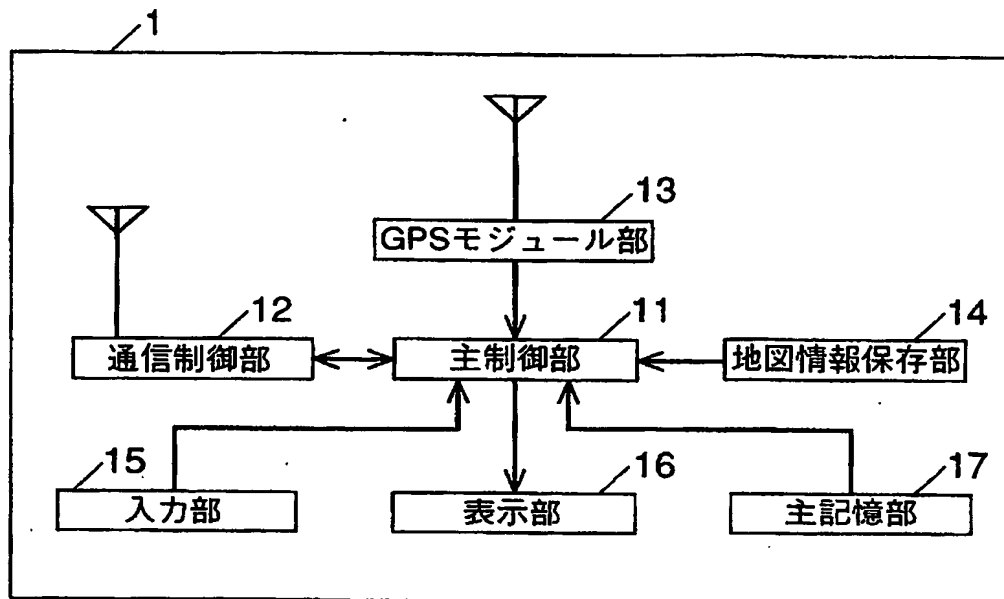 1
13
GPSモジュール部
12
11
14
通信制御部
主制御部
地図情報保存部
15
16
17
入力部
表示部
主記憶部